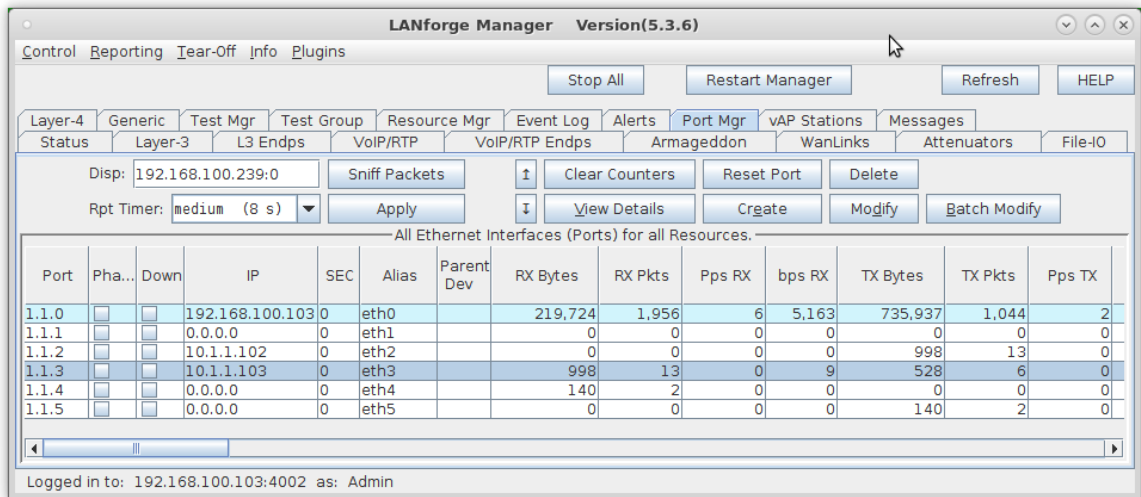 LANforge Manager Version(5.3.6)
Control Reporting Tear-Off Info Plugins
Stop All Restart Manager Refresh HELP
Layer-4 Generic Test Mgr Test Group Resource Mgr Event Log Alerts Port Mgr vAP Stations Messages
Status Layer-3 L3 Endps VoIP/RTP VoIP/RTP Endps Armageddon WanLinks Attenuators File-IO
Disp: 192.168.100.239:0 Sniff Packets ↥ Clear Counters Reset Port Delete
Rpt Timer: medium (8 s) Apply ↧ View Details Create Modify Batch Modify
All Ethernet Interfaces (Ports) for all Resources.
Port Pha... Down IP SEC Alias Parent Dev RX Bytes RX Pkts Pps RX bps RX TX Bytes TX Pkts Pps TX
1.1.0 192.168.100.103 0 eth0 219,724 1,956 6 5,163 735,937 1,044 2
1.1.1 0.0.0.0 0 eth1 0 0 0 0 0 0 0
1.1.2 10.1.1.102 0 eth2 0 0 0 0 998 13 0
1.1.3 10.1.1.103 0 eth3 998 13 0 9 528 6 0
1.1.4 0.0.0.0 0 eth4 140 2 0 0 0 0 0
1.1.5 0.0.0.0 0 eth5 0 0 0 0 140 2 0
Logged in to: 192.168.100.103:4002 as: Admin